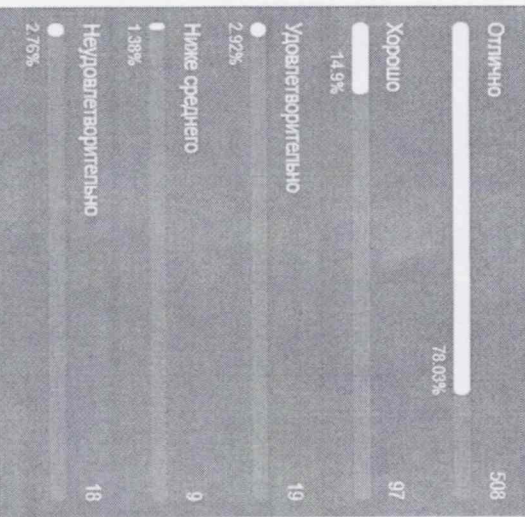 Отлично 508
78.03%
Хорошо 97
14.9%
Удовлетворительно 19
2.92%
Ниже среднего 9
1.38%
Неудовлетворительно 18
2.76%